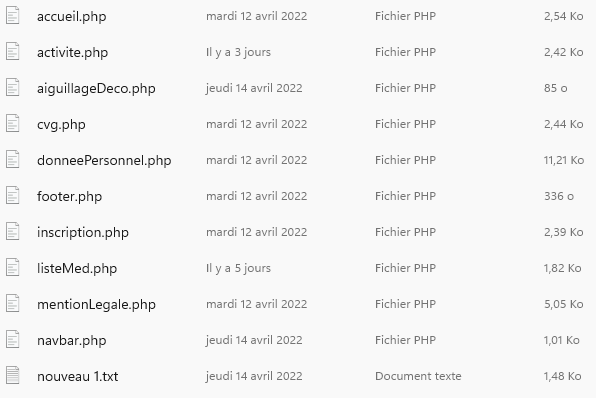 accueil.php mardi 12 avril 2022 Fichier PHP 2,54 Ko
activite.php Il y a 3 jours Fichier PHP 2,42 Ko
aiguillageDeco.php jeudi 14 avril 2022 Fichier PHP 85 o
cvg.php mardi 12 avril 2022 Fichier PHP 2,44 Ko
donneePersonnel.php mardi 12 avril 2022 Fichier PHP 11,21 Ko
footer.php mardi 12 avril 2022 Fichier PHP 336 o
inscription.php mardi 12 avril 2022 Fichier PHP 2,39 Ko
listeMed.php Il y a 5 jours Fichier PHP 1,82 Ko
mentionLegale.php mardi 12 avril 2022 Fichier PHP 5,05 Ko
navbar.php jeudi 14 avril 2022 Fichier PHP 1,01 Ko
nouveau 1.txt jeudi 14 avril 2022 Document texte 1,48 Ko